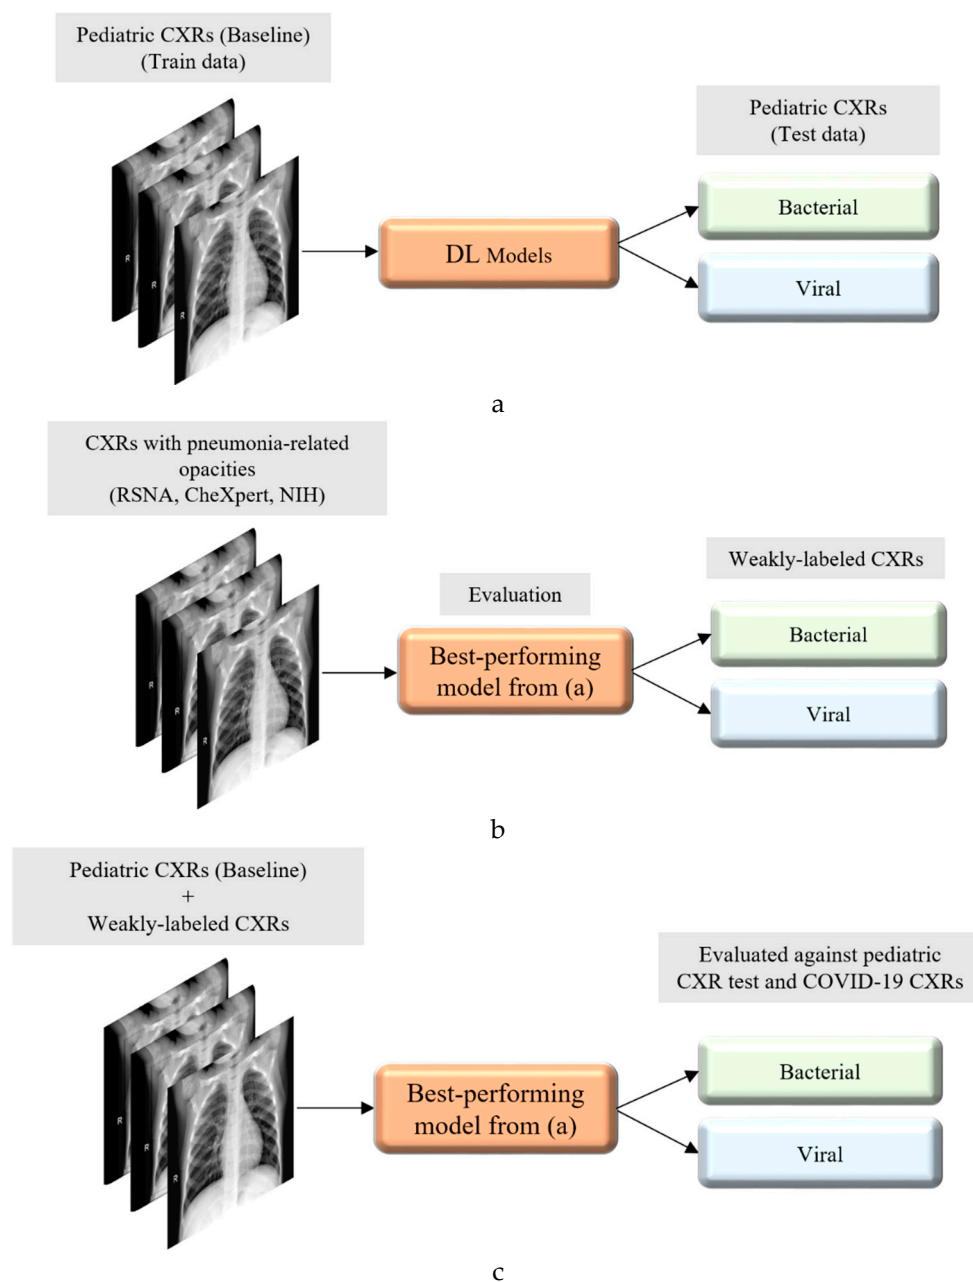 Pediatric CXRs (Baseline)
(Train data)
Pediatric CXRs
(Test data)
DL Models
Bacterial
Viral
a
CXRs with pneumonia-related
opacities
(RSNA, CheXpert, NIH)
Evaluation
Best-performing
model from (a)
Weakly-labeled CXRs
Bacterial
Viral
b
Pediatric CXRs (Baseline)
+
Weakly-labeled CXRs
Best-performing
model from (a)
Evaluated against pediatric
CXR test and COVID-19 CXRs
Bacterial
Viral
c